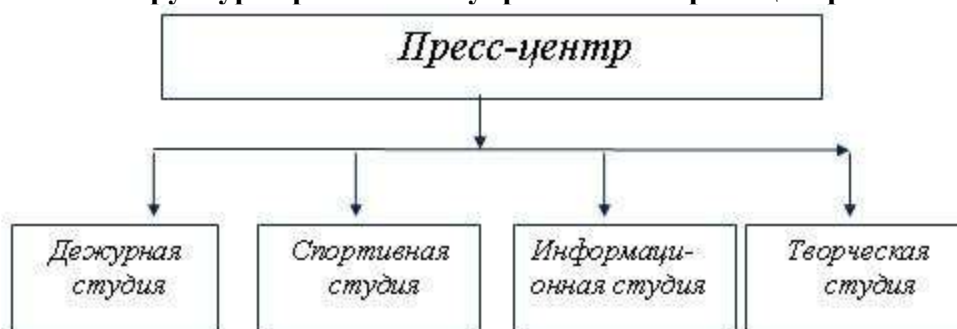 Пресс-центр
Дежурная
студия
Спортивная
студия
Информаци-
онная студия
Творческая
студия